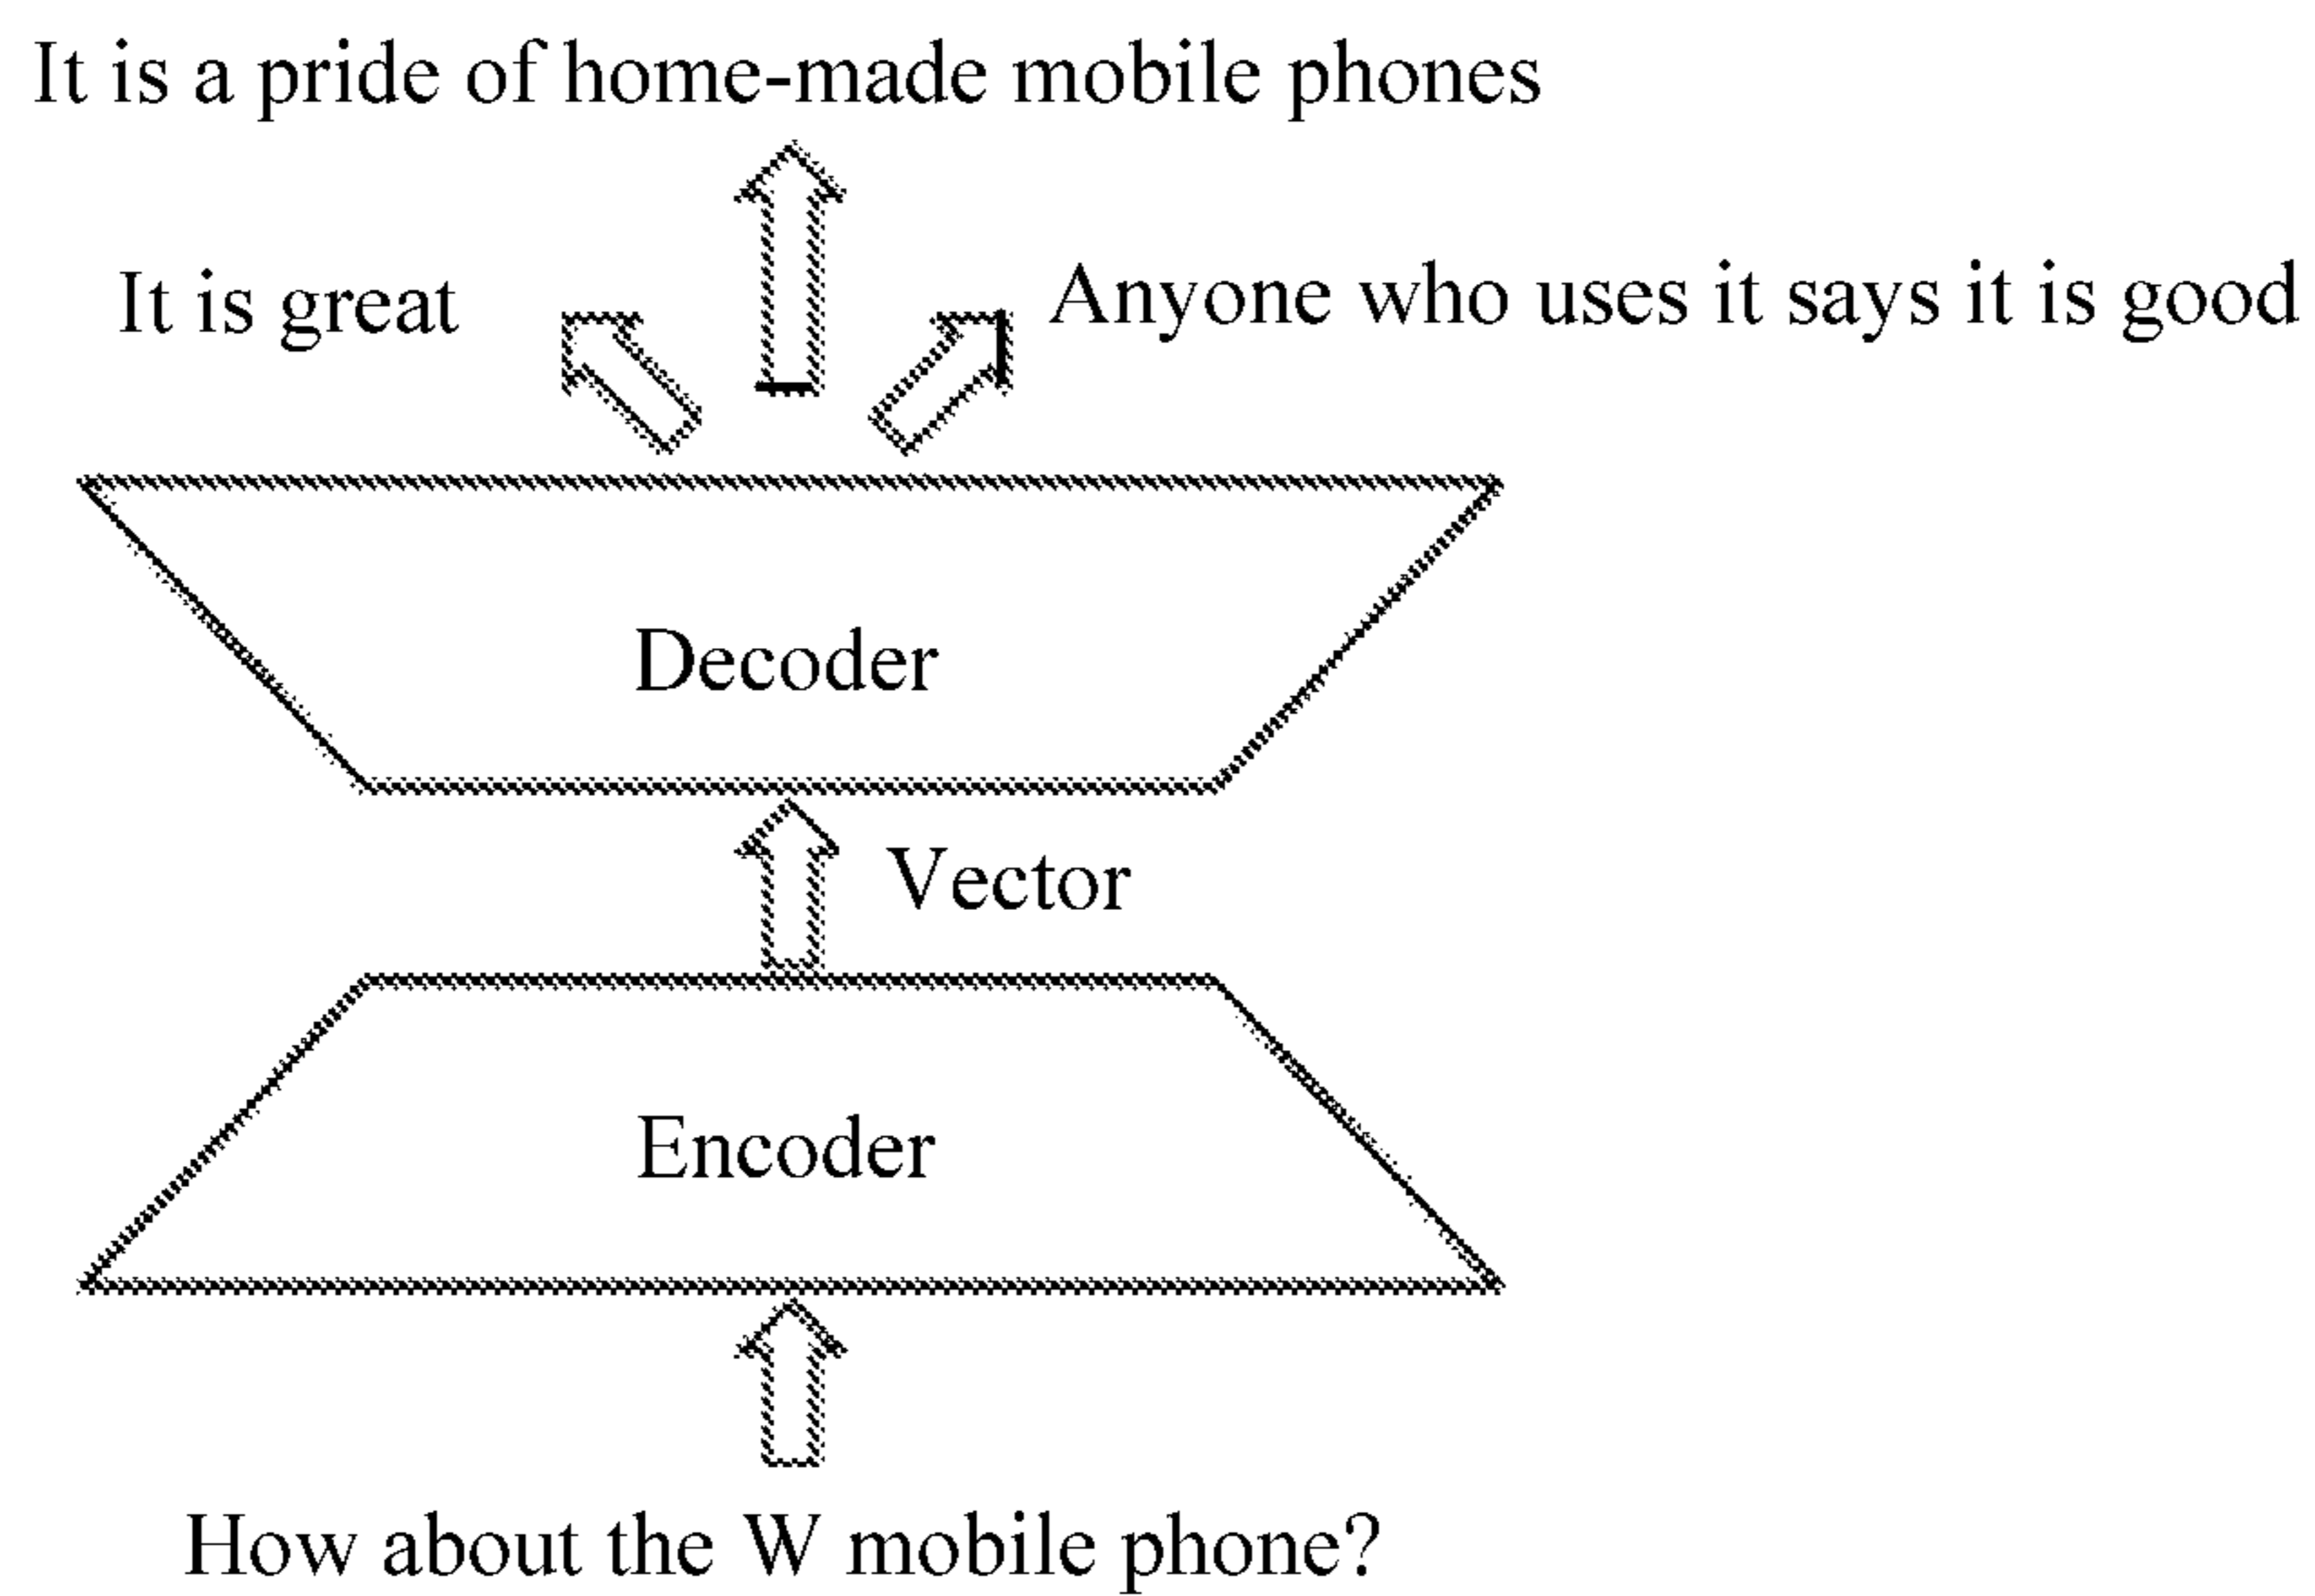 It is a pride of home-made mobile phones
It is great
Anyone who uses it says it is good
Decoder
Vector
Encoder
How about the W mobile phone?